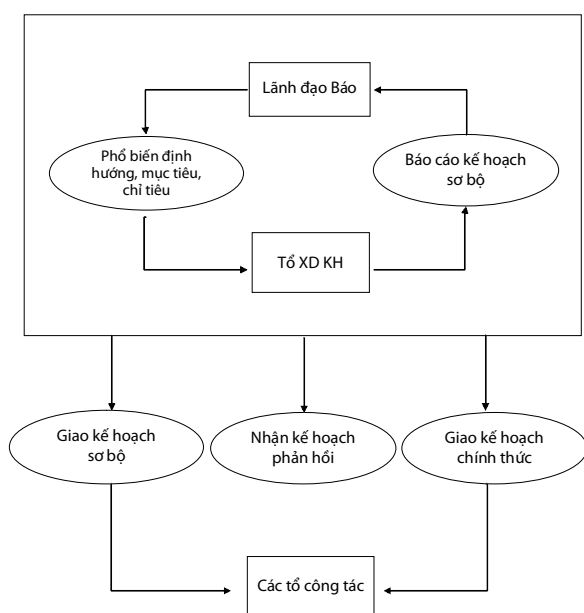 Lãnh đạo Báo
Phổ biến định
hướng, mục tiêu,
chỉ tiêu
Báo cáo kế hoạch
sơ bộ
Tổ XD KH
Giao kế hoạch
sơ bộ
Nhận kế hoạch
phản hồi
Giao kế hoạch
chính thức
Các tổ công tác